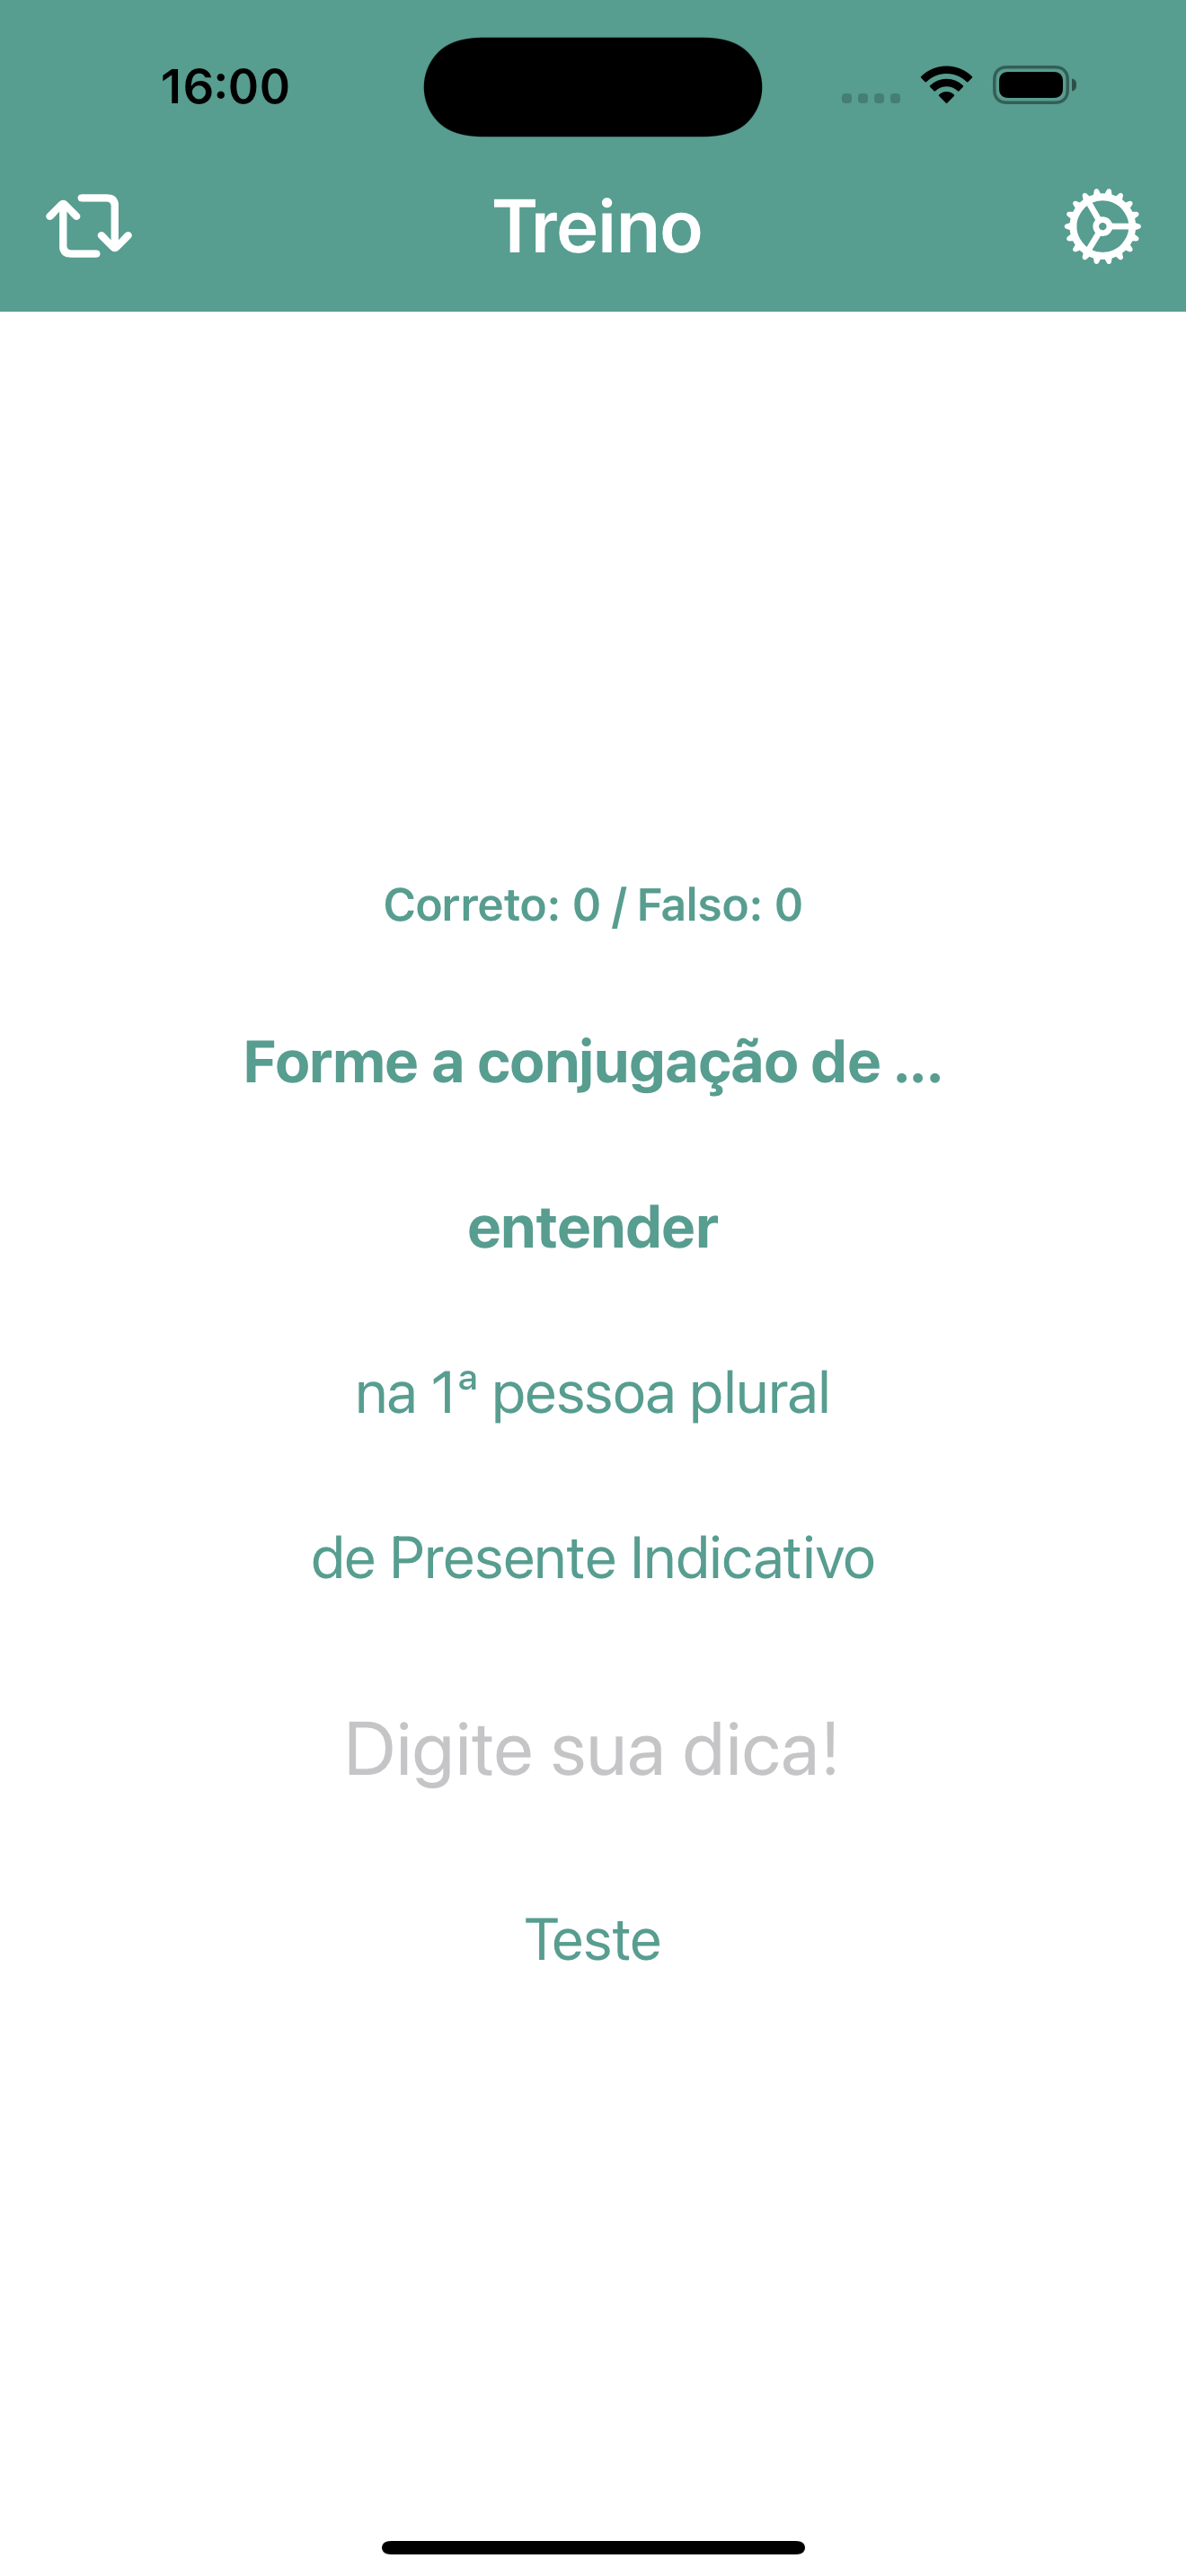 16:00
Treino
Correto: 0 / Falso: 0
Forme a conjugação de ...
entender
na 1ª pessoa plural
de Presente Indicativo
Digite sua dica!
Teste